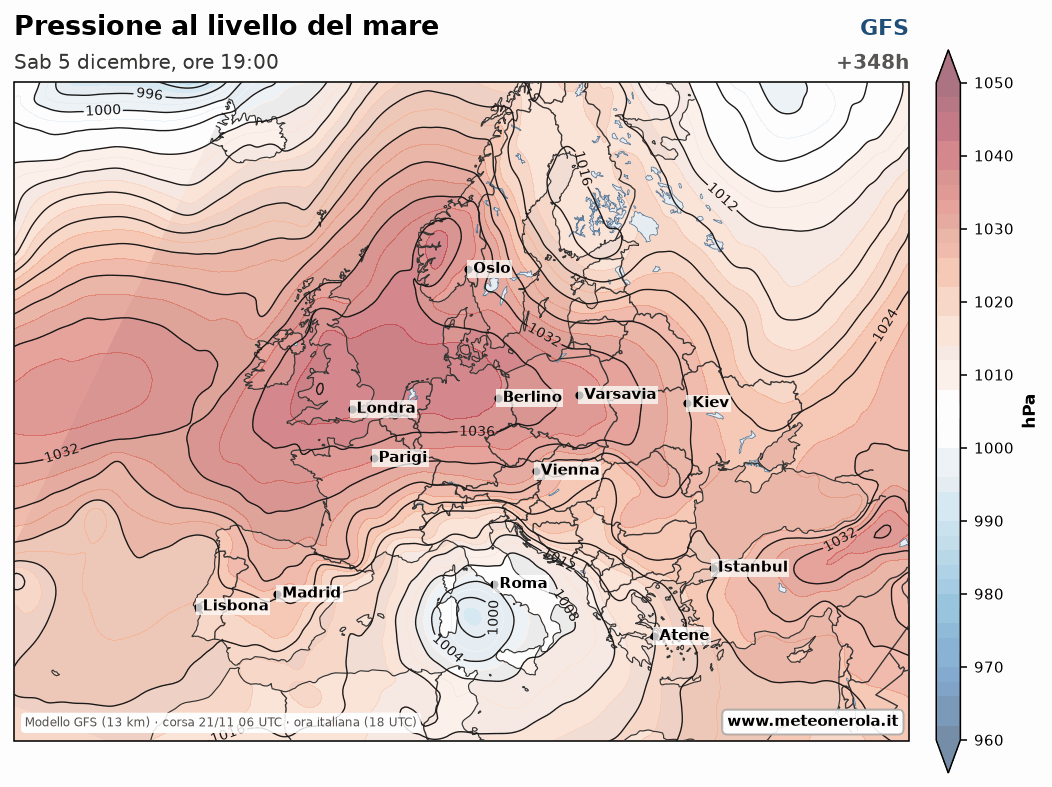 Pressione al livello del mare
GFS
Sab 5 dicembre, ore 19:00
+348h
996
1000
1016
1012
Oslo
1032
1024
Berlino
Varsavia
Kiev
Londra
1036
1032
Parigi
Vienna
1032
Istanbul
Roma
Madrid
Lisbona
1000
1008
1004
Atene
Modello GFS (13 km) · corsa 21/11 06 UTC · ora italiana (18 UTC)
www.meteonerola.it
1016
1050
1040
1030
1020
1010
1000
990
980
970
960
hPa